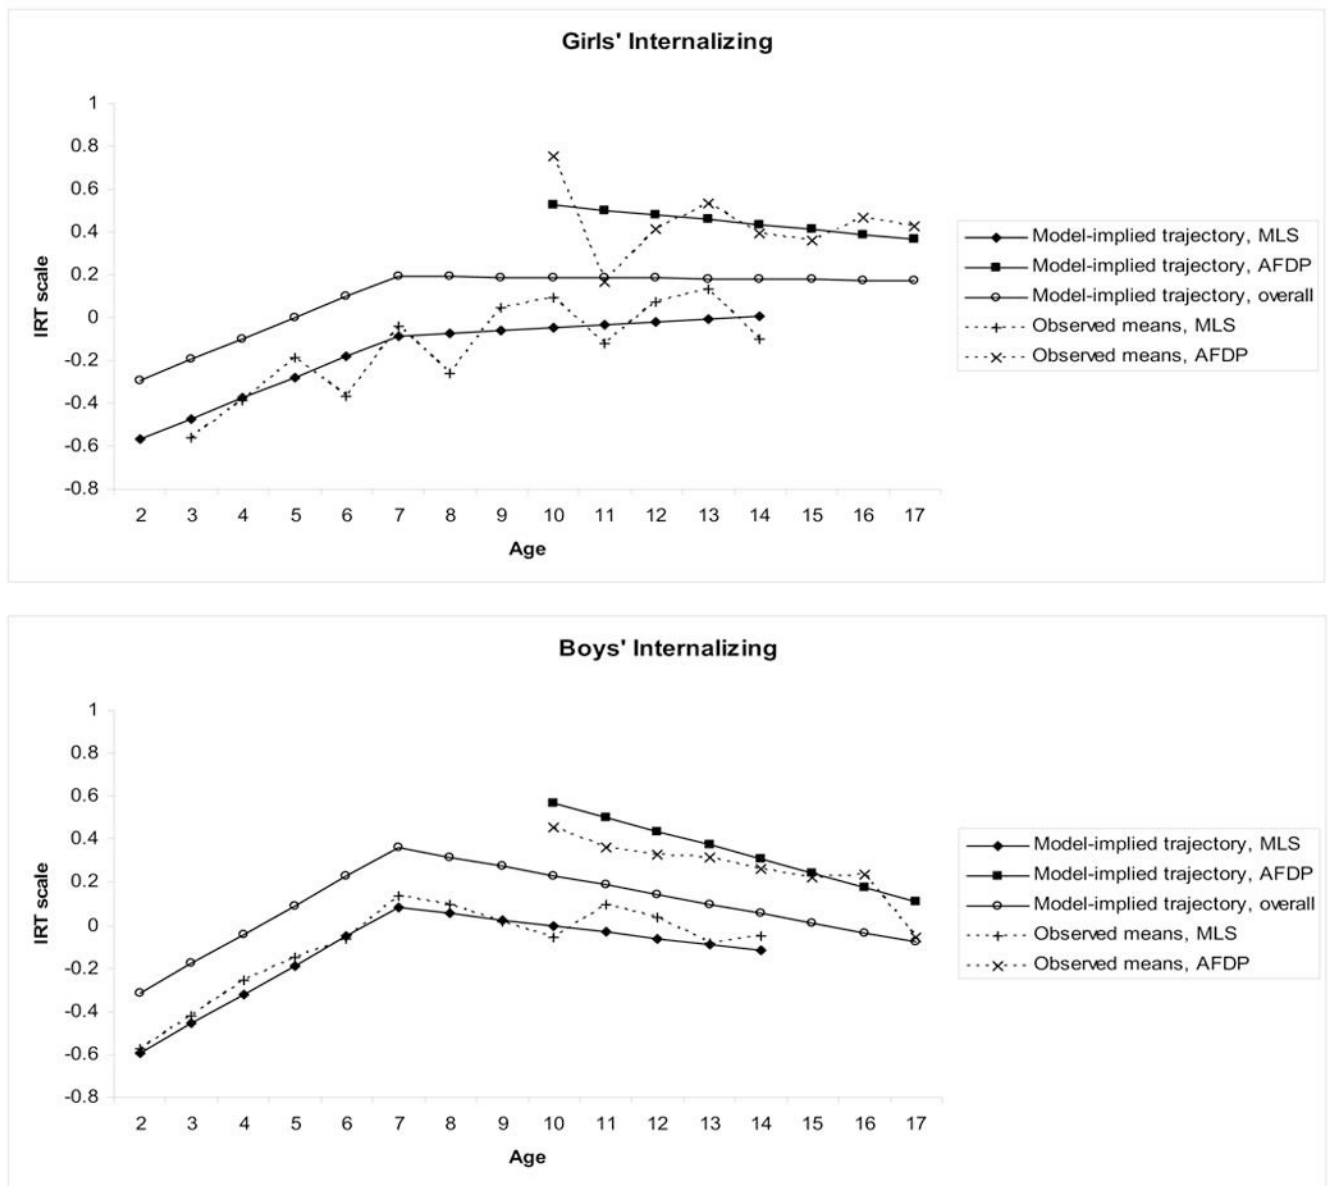 Girls' Internalizing
1
0.8
0.6
0.4
0.2
0
-0.2
-0.4
-0.6
-0.8
IRT scale
2 3 4 5 6 7 8 9 10 11 12 13 14 15 16 17
Age
Model-implied trajectory, MLS
Model-implied trajectory, AFDP
Model-implied trajectory, overall
Observed means, MLS
Observed means, AFDP
Boys' Internalizing
1
0.8
0.6
0.4
0.2
0
-0.2
-0.4
-0.6
-0.8
IRT scale
2 3 4 5 6 7 8 9 10 11 12 13 14 15 16 17
Age
Model-implied trajectory, MLS
Model-implied trajectory, AFDP
Model-implied trajectory, overall
Observed means, MLS
Observed means, AFDP